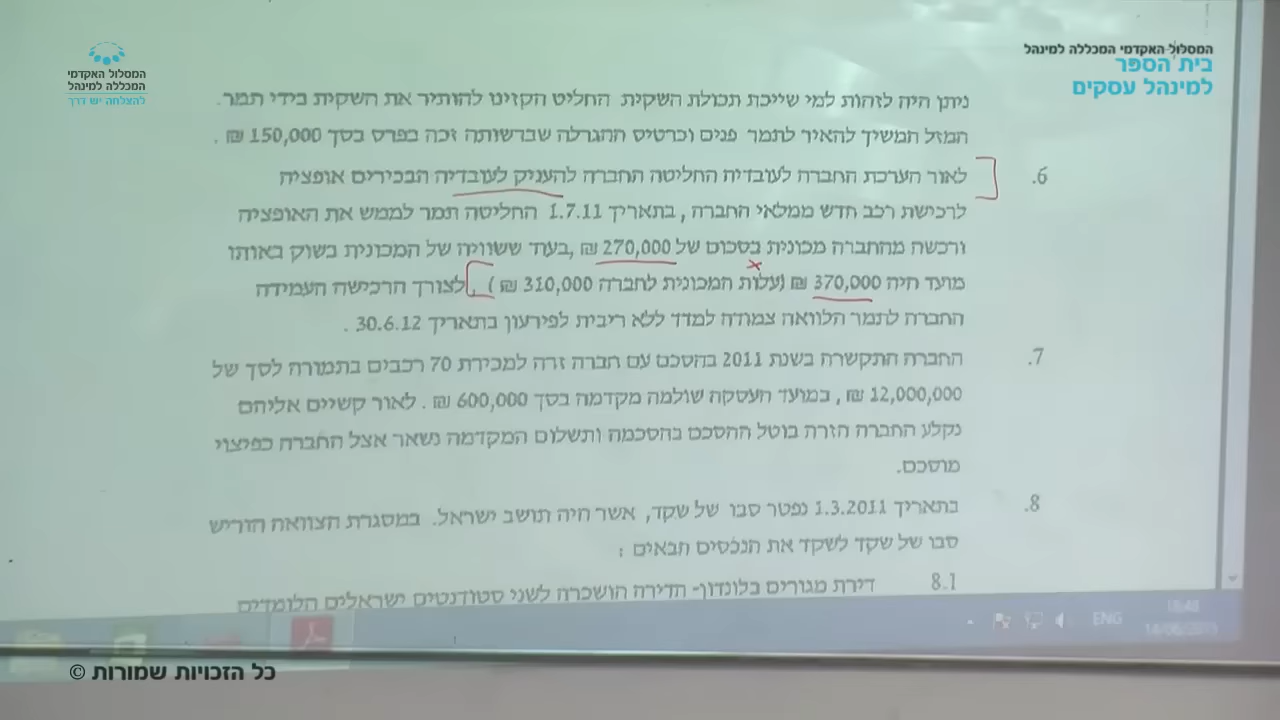 המסלול האקדמי המכללה למינהל
בית הספר
למינהל עסקים
המסלול האקדמי
המכללה למינהל
להצלחה יש דרך
ניתן היה לזהות למי שייכת תכולת השקית החליט הקזינו להותיר את השקית בידי תמר.
המזל המשיך להאיר לתמר פנים וכרטיס ההגרלה שברשותה זכה בפרס בסך 150,000 ₪ .
6. לאור הערכת החברה לעובדיה החליטה החברה להעניק לעובדיה הבכירים אופציה
לרכישת רכב חדש ממלאי החברה , בתאריך 1.7.11 החליטה תמר לממש את האופציה
ורכשה מהחברה מכונית בסכום של 270,000 ₪ ,בעוד ששוויה של המכונית בשוק באותו
מועד היה 370,000 ₪ (עלות המכונית לחברה 310,000 ₪ ) , לצורך הרכישה העמידה
החברה לתמר הלוואה צמודה למדד ללא ריבית לפירעון בתאריך 30.6.12 .
7. החברה התקשרה בשנת 2011 בהסכם עם חברה זרה למכירת 70 רכבים בתמורה לסך של
12,000,000 ₪ , במועד העסקה שולמה מקדמה בסך 600,000 ₪ . לאור קשיים אליהם
נקלע החברה הזרה בוטל ההסכם בהסכמה ותשלום המקדמה נשאר אצל החברה כפיצוי
מוסכם.
8. בתאריך 1.3.2011 נפטר סבו של שקד, אשר היה תושב ישראל. במסגרת הצוואה הוריש
סבו של שקד לשקד את הנכסים הבאים :
8.1 דירת מגורים בלונדון- הדירה הושכרה לשני סטודנטים ישראלים הלומדים
ENG
כל הזכויות שמורות ©